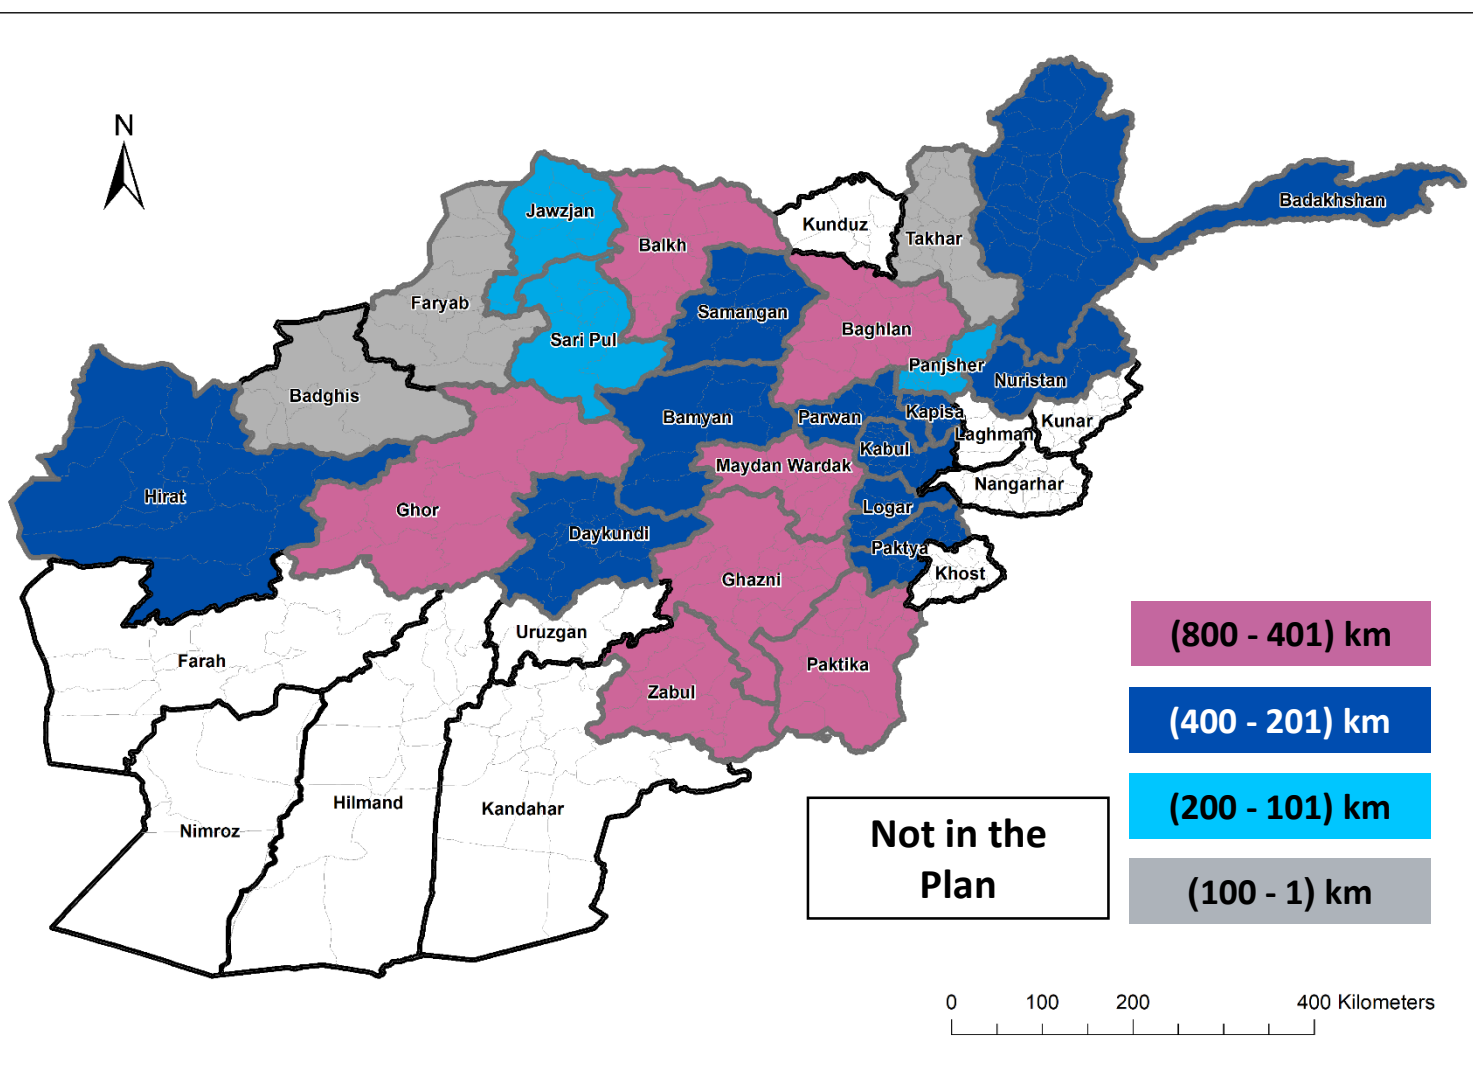 N
Badakhshan
Jawzjan
Balkh
Kunduz
Takhar
Faryab
Samangan
Baghlan
Sari Pul
Panjsher
Nuristan
Badghis
Bamyan
Parwan
Kapisa
Laghman
Kunar
Kabul
Maydan Wardak
Nangarhar
Hirat
Ghor
Logar
Daykundi
Paktya
Ghazni
Khost
Uruzgan
Farah
Paktika
Zabul
Hilmand
Kandahar
Nimroz
(800 - 401) km
(400 - 201) km
(200 - 101) km
(100 - 1) km
Not in the
Plan
0 100 200 400 Kilometers